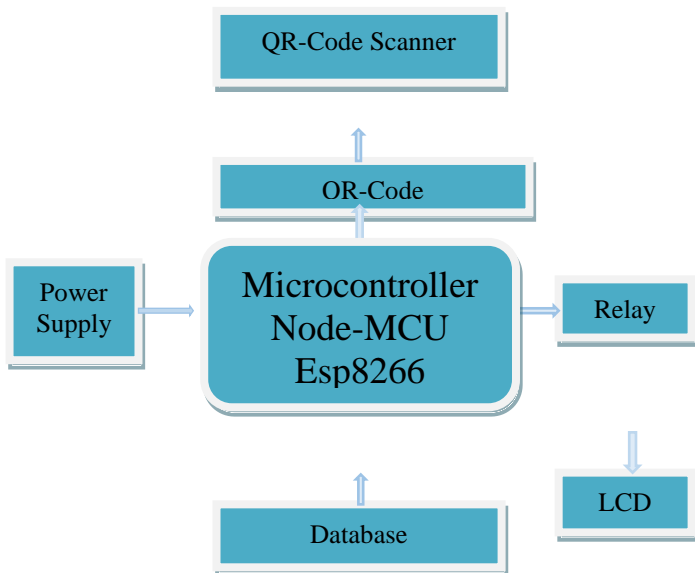 QR-Code Scanner
OR-Code
Power
Supply
Microcontroller
Node-MCU
Esp8266
Relay
LCD
Database